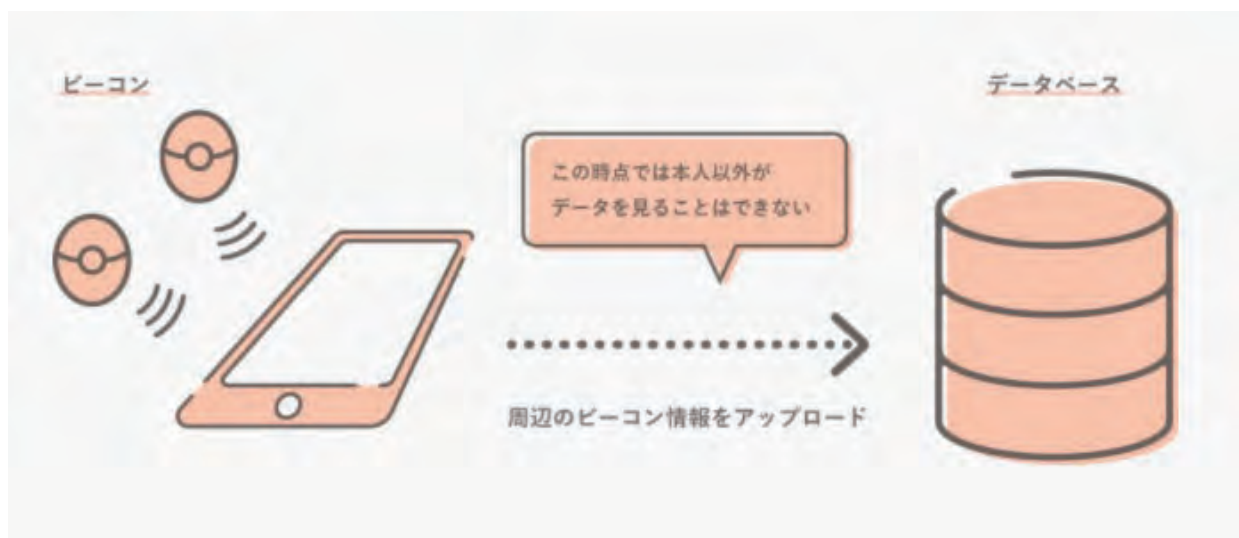 ビーコン
データベース
この時点では本人以外が
データを見ることはできない
周辺のビーコン情報をアップロード